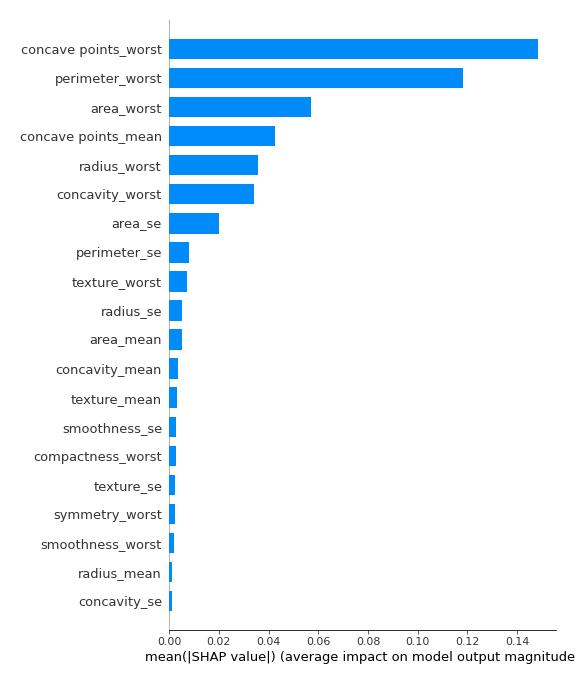 concave points_worst
perimeter_worst
area_worst
concave points_mean
radius_worst
concavity_worst
area_se
perimeter_se
texture_worst
radius_se
area_mean
concavity_mean
texture_mean
smoothness_se
compactness_worst
texture_se
symmetry_worst
smoothness_worst
radius_mean
concavity_se
0.00 0.02 0.04 0.06 0.08 0.10 0.12 0.14
mean(|SHAP value|) (average impact on model output magnitude